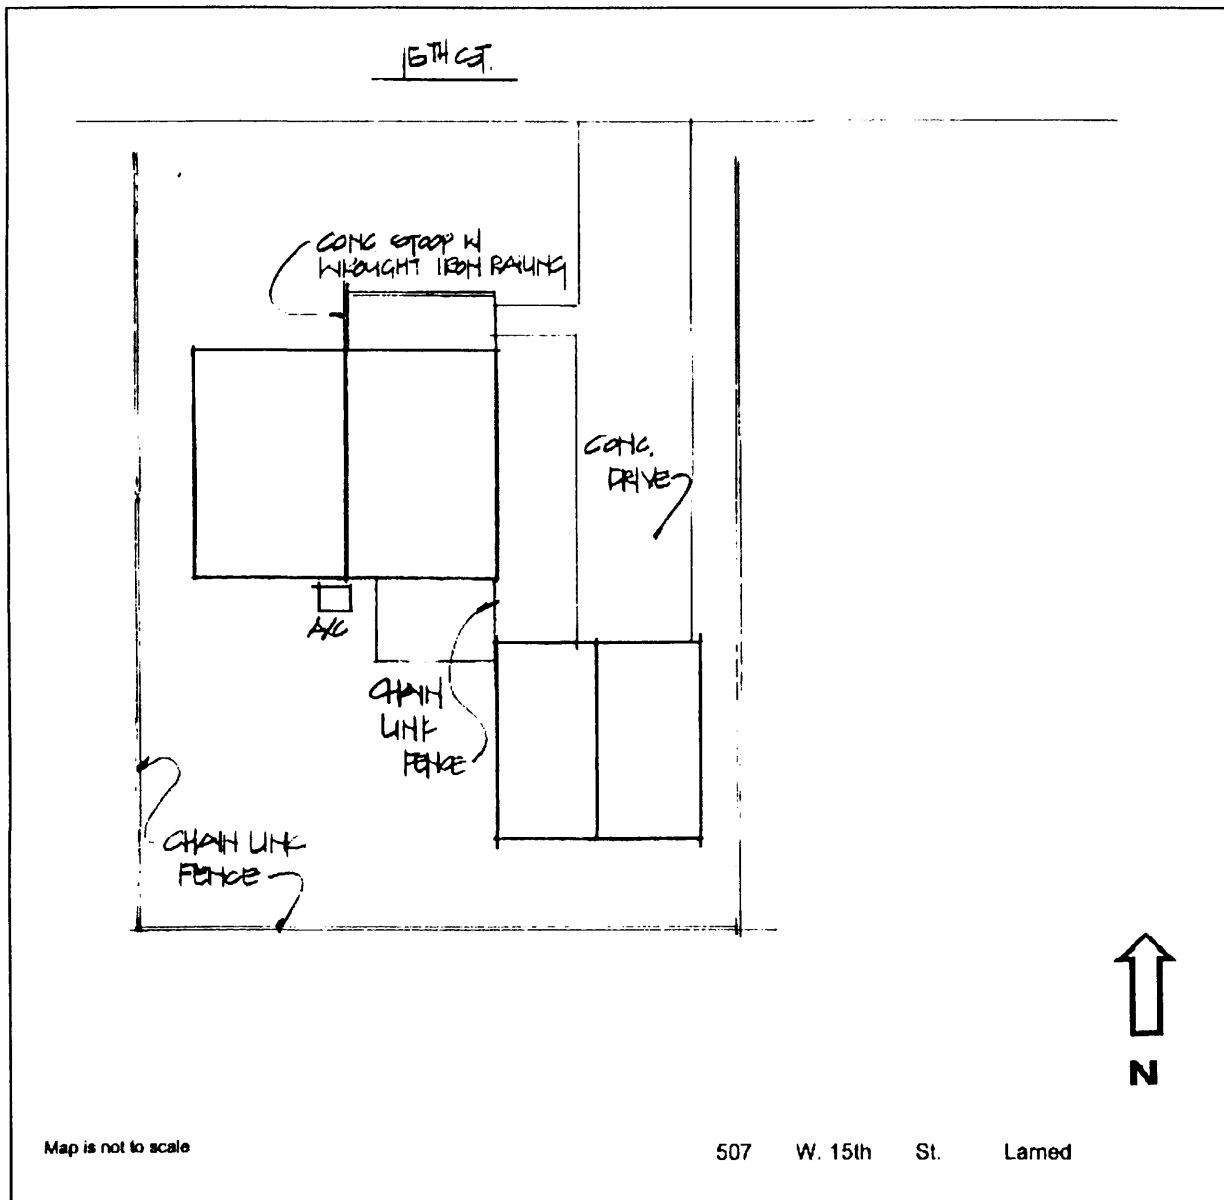 15TH ST.
CONC STOOP W/
WROUGHT IRON RAILING
CONC.
DRIVE
A/C
CHAIN
LINK
FENCE
CHAIN LINK
FENCE
N
Map is not to scale
507 W. 15th St. Larned